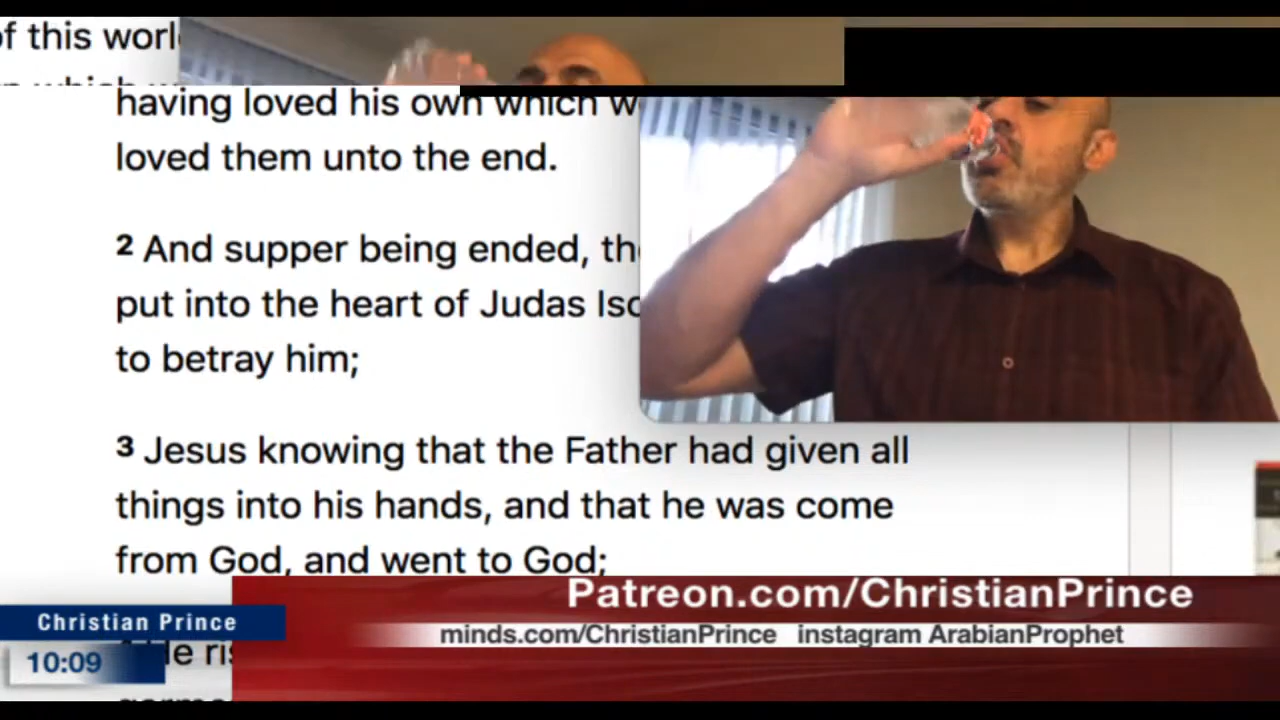 of this worl
having loved his own which w
loved them unto the end.
2 And supper being ended, the
put into the heart of Judas Isc
to betray him;
3 Jesus knowing that the Father had given all
things into his hands, and that he was come
from God, and went to God;
Patreon.com/ChristianPrince
Christian Prince
minds.com/ChristianPrince instagram ArabianProphet
10:09
He ris